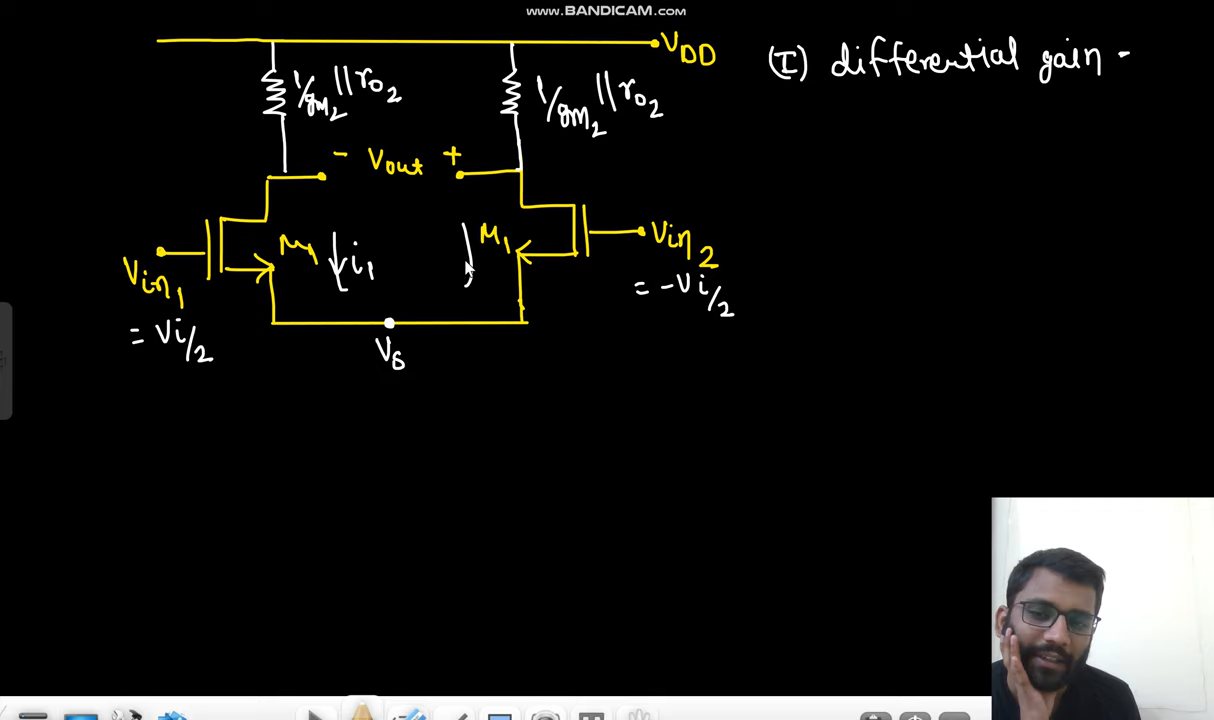 www.BANDICAM.com
VDD
(I) differential gain -
1/gm2 || ro2
1/gm2 || ro2
- Vout +
M1
i1
M1
Vin1
= Vi/2
Vin2
= -Vi/2
Vs